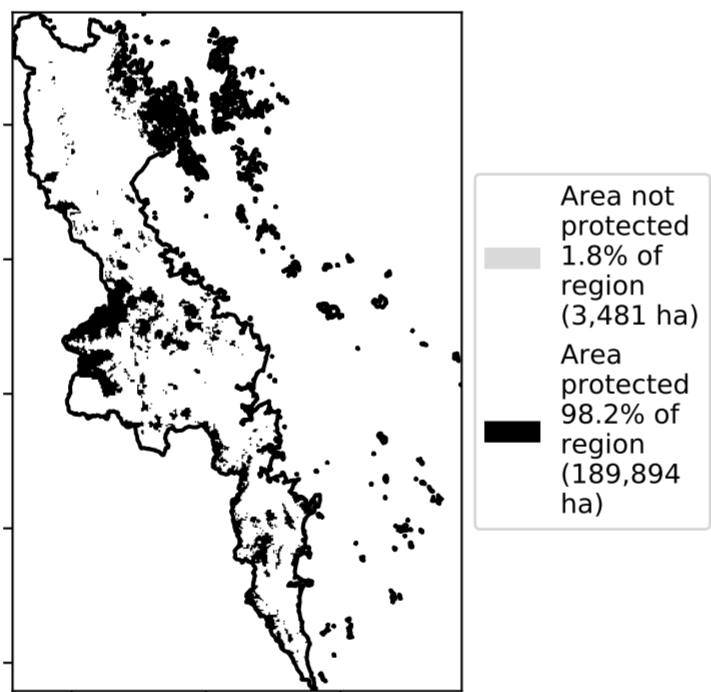 Area not
protected
1.8% of
region
(3,481 ha)
Area
protected
98.2% of
region
(189,894
ha)